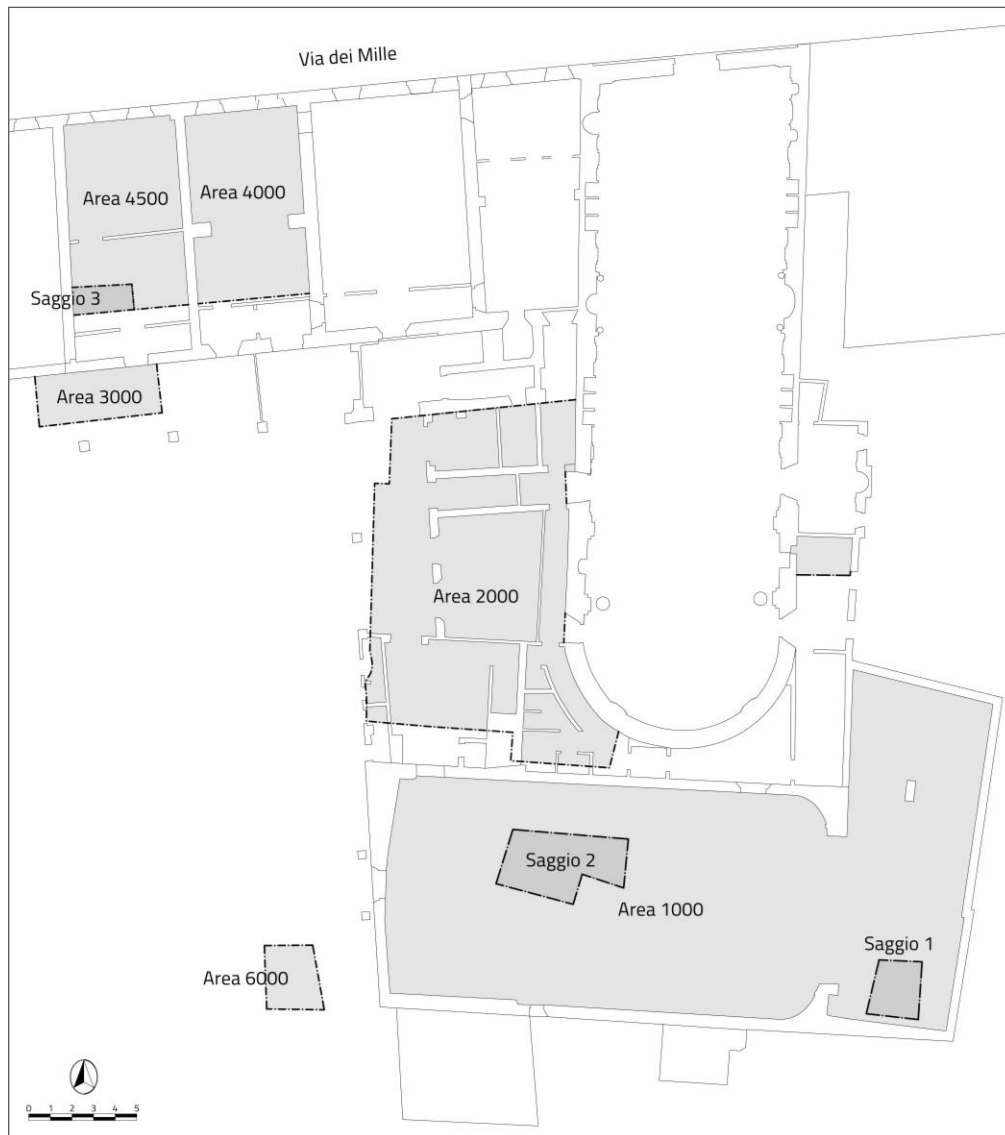 Via dei Mille
Area 4500
Area 4000
Saggio 3
Area 3000
Area 2000
Saggio 2
Area 1000
Saggio 1
Area 6000
0 1 2 3 4 5